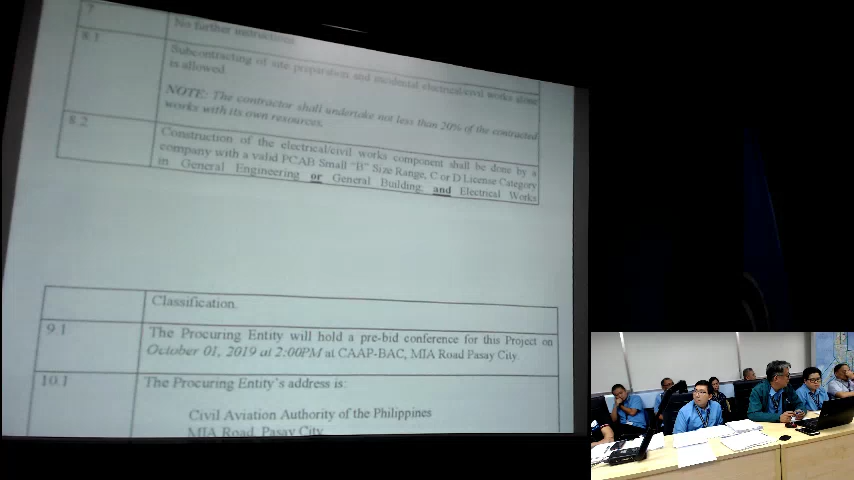 7
No further instructions.
8.1
Subcontracting of site preparation and incidental electrical/civil works alone
is allowed.
NOTE: The contractor shall undertake not less than 20% of the contracted
works with its own resources.
8.2
Construction of the electrical/civil works component shall be done by a
company with a valid PCAB Small "B" Size Range, C or D License Category
in General Engineering or General Building, and Electrical Works
Classification.
9.1
The Procuring Entity will hold a pre-bid conference for this Project on
October 01, 2019 at 2:00PM at CAAP-BAC, MIA Road Pasay City.
10.1
The Procuring Entity's address is:
Civil Aviation Authority of the Philippines
MIA Road, Pasay City